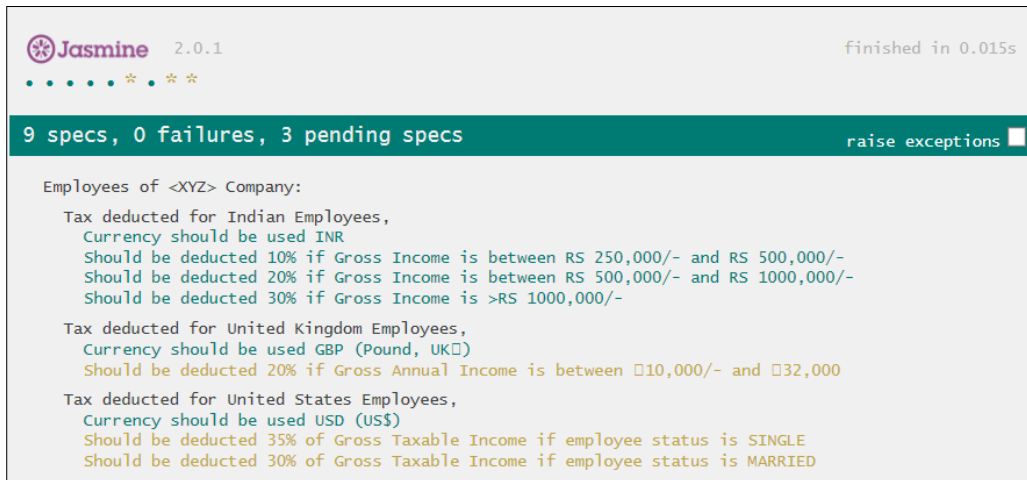 Jasmine 2.0.1 finished in 0.015s
• • • • • * • * *
9 specs, 0 failures, 3 pending specs raise exceptions
Employees of <XYZ> Company:
Tax deducted for Indian Employees,
Currency should be used INR
Should be deducted 10% if Gross Income is between RS 250,000/- and RS 500,000/-
Should be deducted 20% if Gross Income is between RS 500,000/- and RS 1000,000/-
Should be deducted 30% if Gross Income is >RS 1000,000/-
Tax deducted for United Kingdom Employees,
Currency should be used GBP (Pound, UK▯)
Should be deducted 20% if Gross Annual Income is between ▯10,000/- and ▯32,000
Tax deducted for United States Employees,
Currency should be used USD (US$)
Should be deducted 35% of Gross Taxable Income if employee status is SINGLE
Should be deducted 30% of Gross Taxable Income if employee status is MARRIED